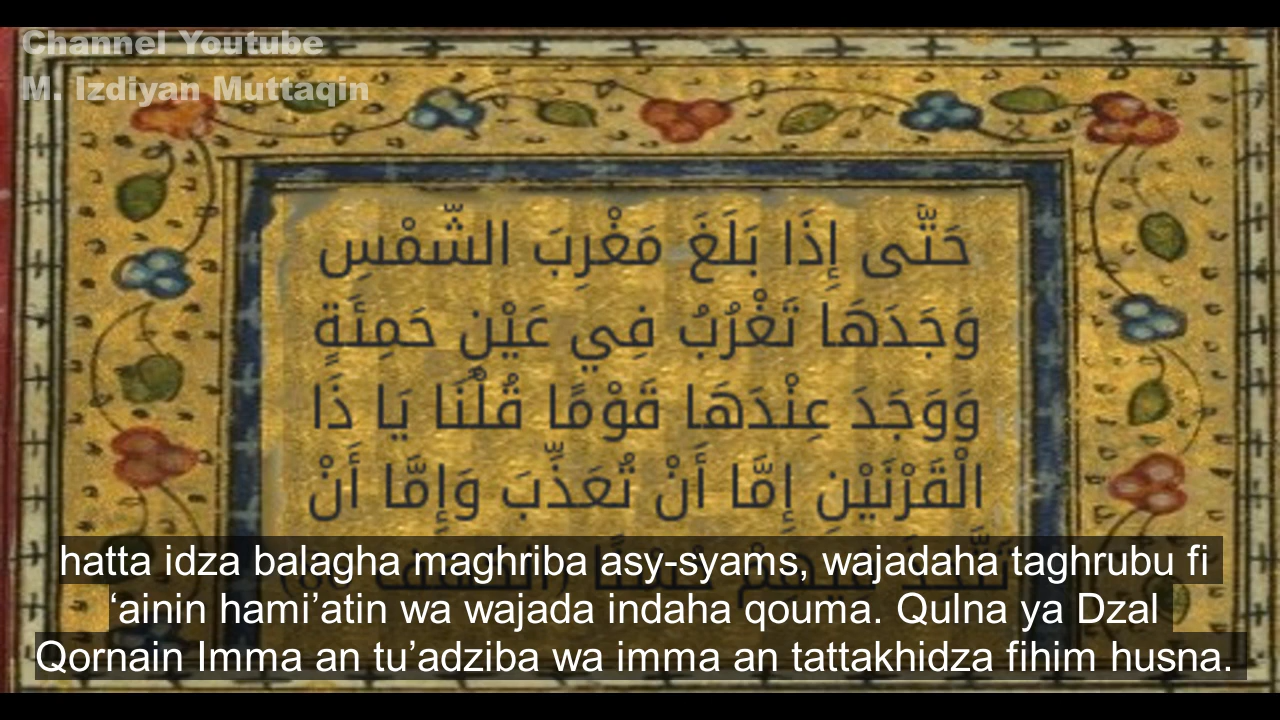 Channel Youtube
M. Izdiyan Muttaqin
حَتَّى إِذَا بَلَغَ مَغْرِبَ الشَّمْسِ
وَجَدَهَا تَغْرُبُ فِي عَيْنٍ حَمِئَةٍ
وَوَجَدَ عِنْدَهَا قَوْمًا قُلْنَا يَا ذَا
الْقَرْنَيْنِ إِمَّا أَنْ تُعَذِّبَ وَإِمَّا أَنْ
hatta idza balagha maghriba asy-syams, wajadaha taghrubu fi
‘ainin hami’atin wa wajada indaha qouma. Qulna ya Dzal
Qornain Imma an tu’adziba wa imma an tattakhidza fihim husna.